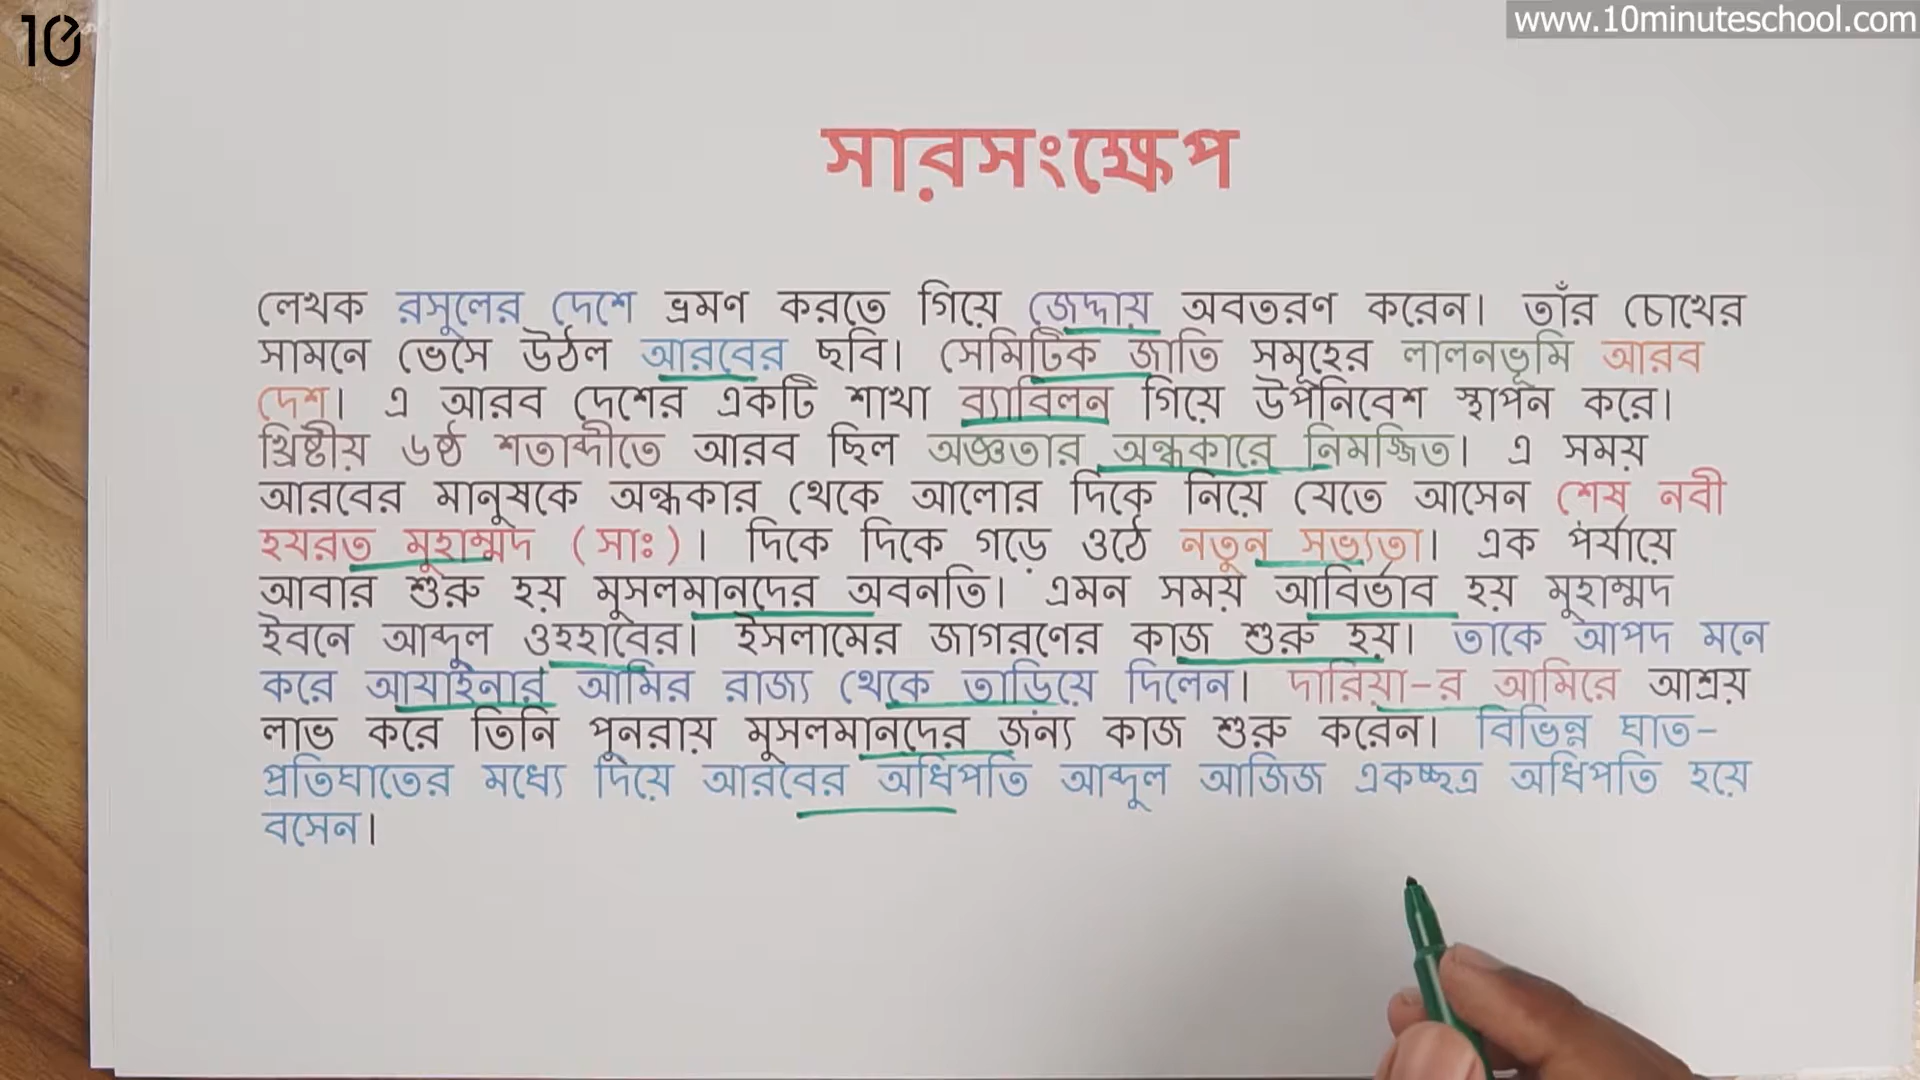 10
www.10minuteschool.com
সারসংক্ষেপ
লেখক রসুলের দেশে ভ্রমণ করতে গিয়ে জেদ্দায় অবতরণ করেন। তাঁর চোখের
সামনে ভেসে উঠল আরবের ছবি। সেমিটিক জাতি সমূহের লালনভূমি আরব
দেশ। এ আরব দেশের একটি শাখা ব্যাবিলন গিয়ে উপনিবেশ স্থাপন করে।
খ্রিষ্টীয় ৬ষ্ঠ শতাব্দীতে আরব ছিল অজ্ঞতার অন্ধকারে নিমজ্জিত। এ সময়
আরবের মানুষকে অন্ধকার থেকে আলোর দিকে নিয়ে যেতে আসেন শেষ নবী
হযরত মুহাম্মদ (সাঃ)। দিকে দিকে গড়ে ওঠে নতুন সভ্যতা। এক পর্যায়ে
আবার শুরু হয় মুসলমানদের অবনতি। এমন সময় আবির্ভাব হয় মুহাম্মদ
ইবনে আব্দুল ওহহাবের। ইসলামের জাগরণের কাজ শুরু হয়। তাকে আপদ মনে
করে আযাইনার আমির রাজ্য থেকে তাড়িয়ে দিলেন। দারিয়া-র আমিরে আশ্রয়
লাভ করে তিনি পুনরায় মুসলমানদের জন্য কাজ শুরু করেন। বিভিন্ন ঘাত-
প্রতিঘাতের মধ্যে দিয়ে আরবের অধিপতি আব্দুল আজিজ একচ্ছত্র অধিপতি হয়ে
বসেন।